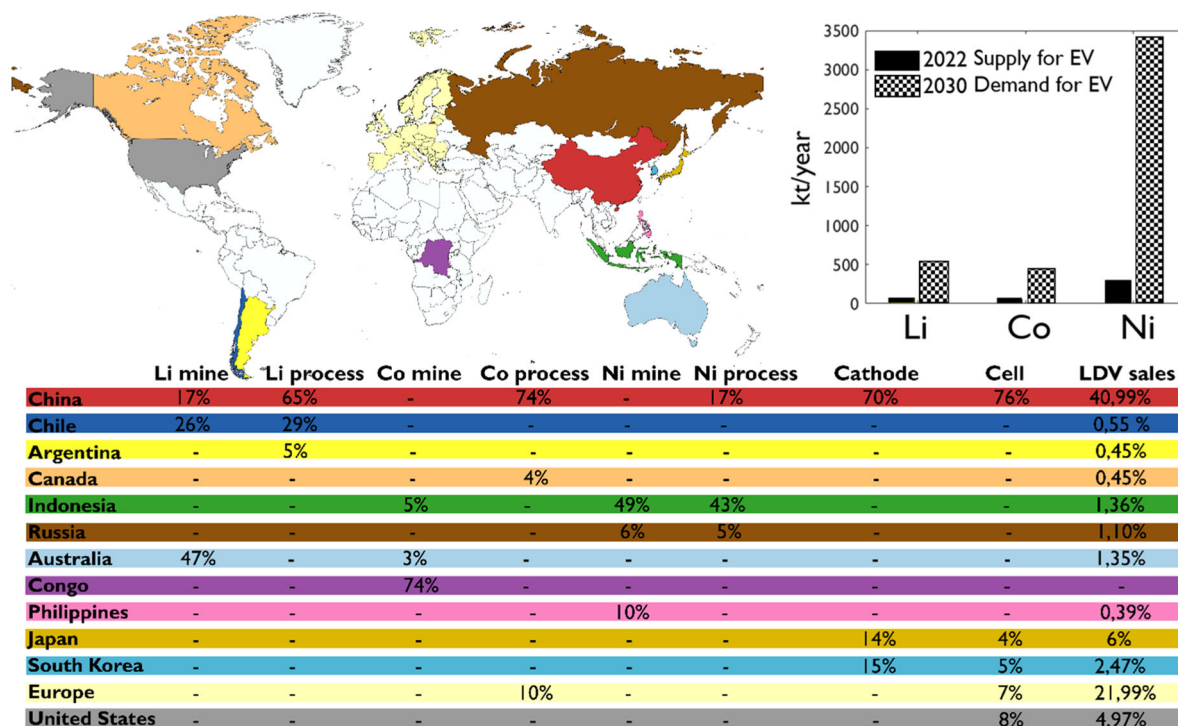 3500
3000
2500
2000
1500
1000
500
0
kt/year
2022 Supply for EV
2030 Demand for EV
Li Co Ni
Li mine Li process Co mine Co process Ni mine Ni process Cathode Cell LDV sales
China 17% 65% - 74% - 17% 70% 76% 40,99%
Chile 26% 29% - - - - - - 0,55 %
Argentina - 5% - - - - - - 0,45%
Canada - - - 4% - - - - 0,45%
Indonesia - - 5% - 49% 43% - - 1,36%
Russia - - - - 6% 5% - - 1,10%
Australia 47% - 3% - - - - - 1,35%
Congo - - 74% - - - - - -
Philippines - - - - 10% - - - 0,39%
Japan - - - - - - 14% 4% 6%
South Korea - - - - - - 15% 5% 2,47%
Europe - - - 10% - - - 7% 21,99%
United States - - - - - - - 8% 4,97%